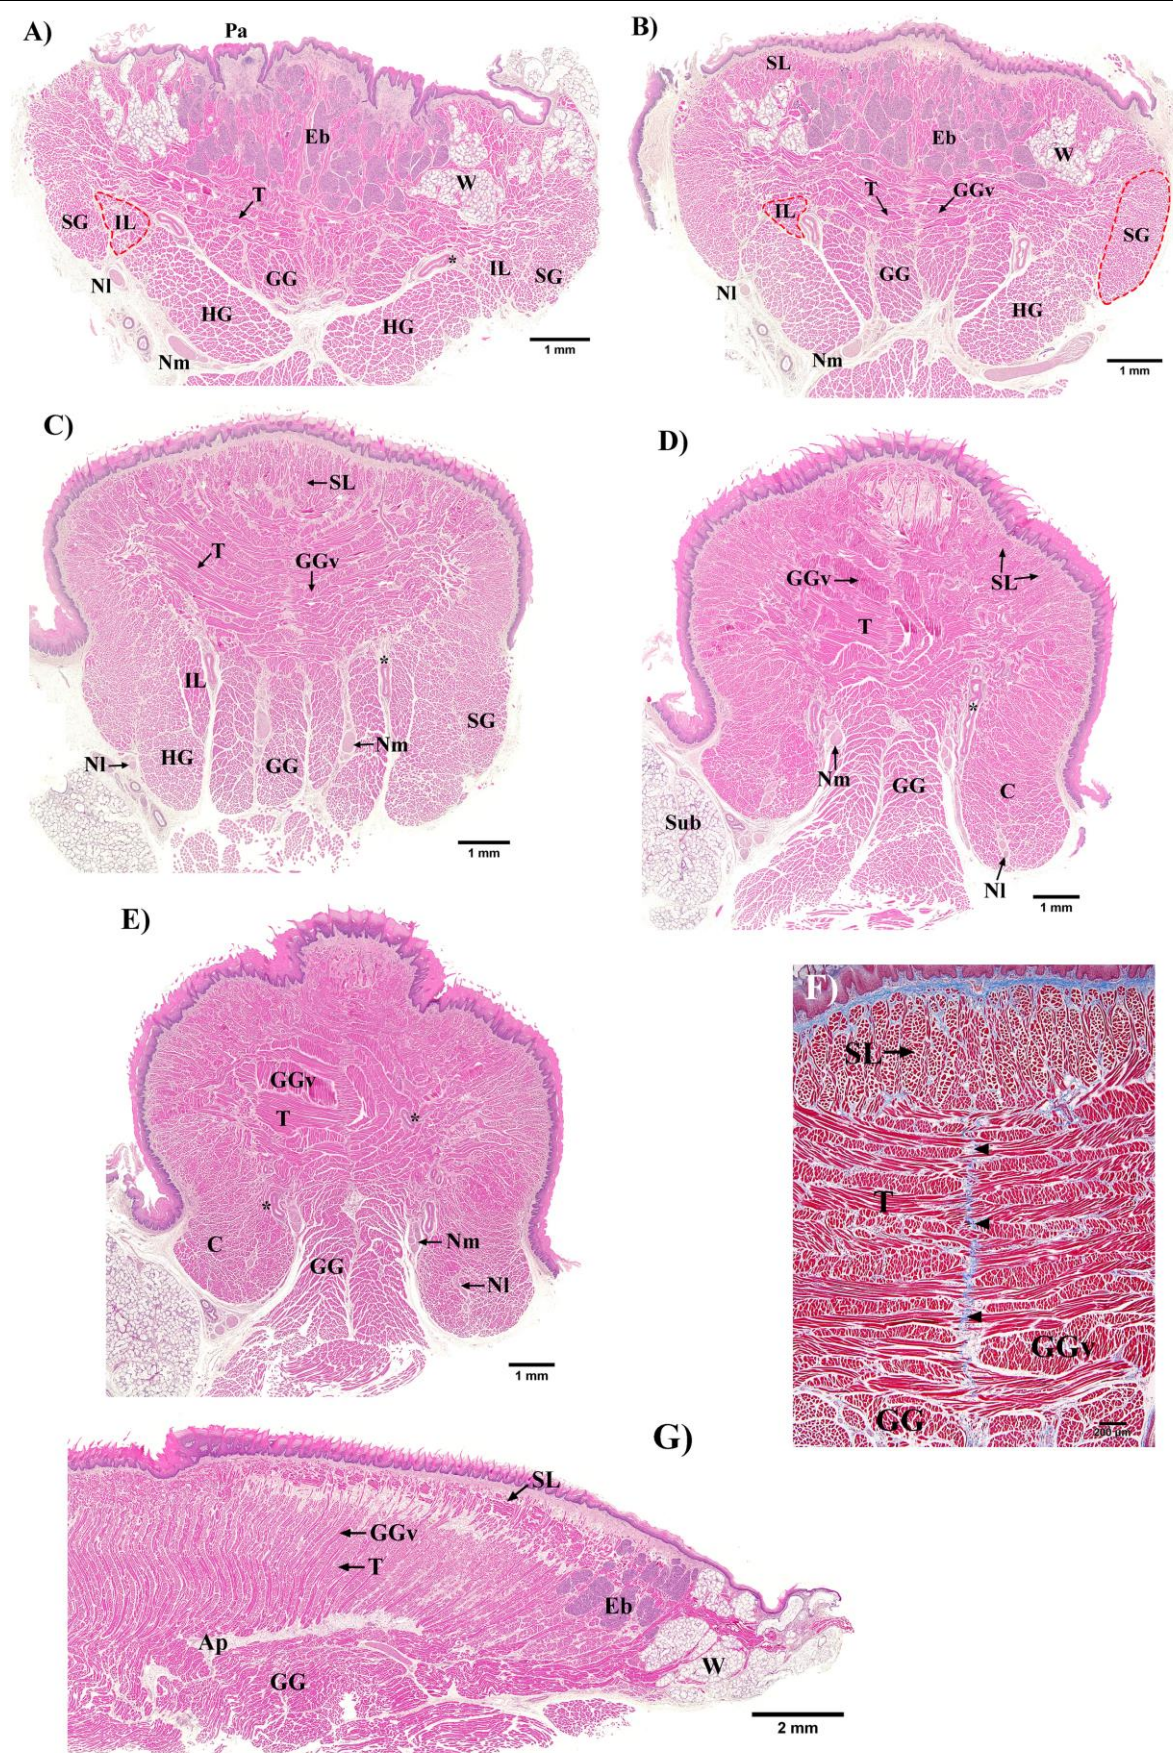 A)
Pa
Eb
T
W
SG
IL
*
IL
SG
Nl
GG
HG
HG
Nm
1 mm
B)
SL
Eb
W
T
GGv
IL
SG
Nl
GG
HG
Nm
1 mm
C)
SL
T
GGv
*
IL
SG
Nm
HG
GG
Nl
1 mm
D)
GGv
SL
T
*
Nm
GG
C
Sub
Nl
1 mm
E)
GGv
T
*
*
C
Nm
GG
Nl
1 mm
F)
SL
T
GGv
GG
200 µm
G)
SL
GGv
T
Eb
Ap
GG
W
2 mm